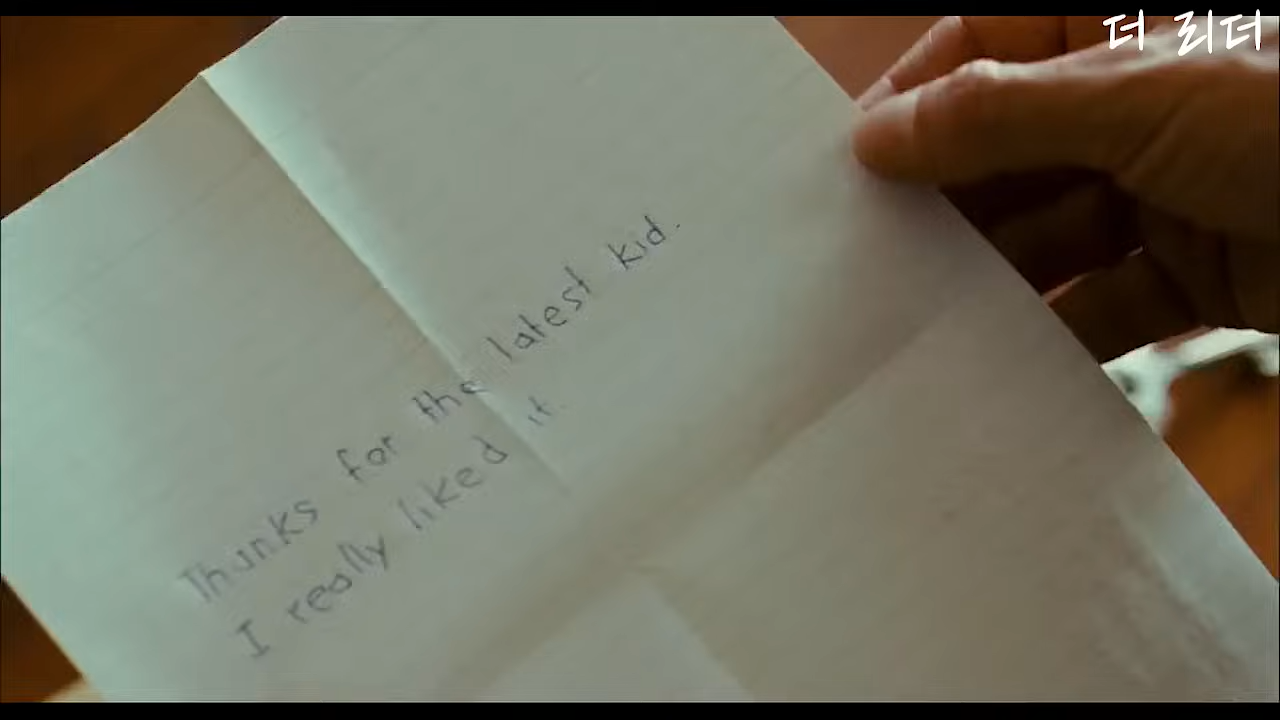 더 리더
Thanks for the latest kid.
I really liked it.